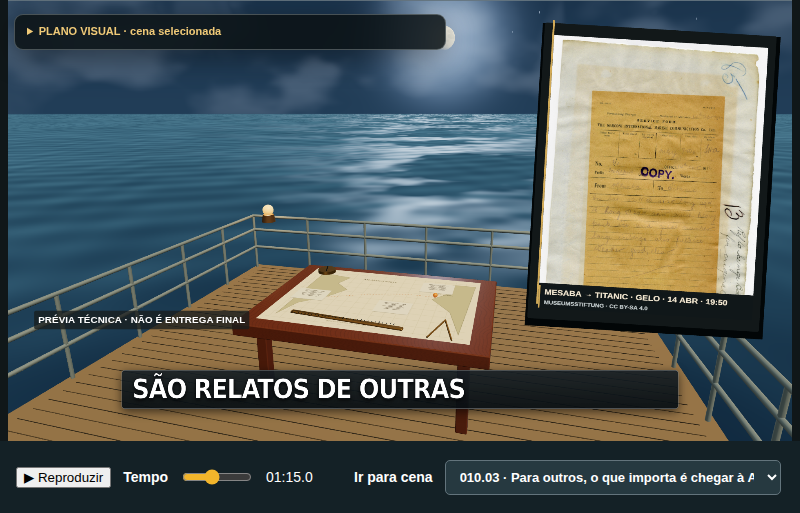 ▶ PLANO VISUAL · cena selecionada
COPY.
No.
From
MESABA → TITANIC · GELO · 14 ABR · 19:50
MUSEUMSSTIFTUNG · CC BY-SA 4.0
PRÉVIA TÉCNICA · NÃO É ENTREGA FINAL
SÃO RELATOS DE OUTRAS
▶ Reproduzir Tempo 01:15.0 Ir para cena 010.03 · Para outros, o que importa é chegar à A